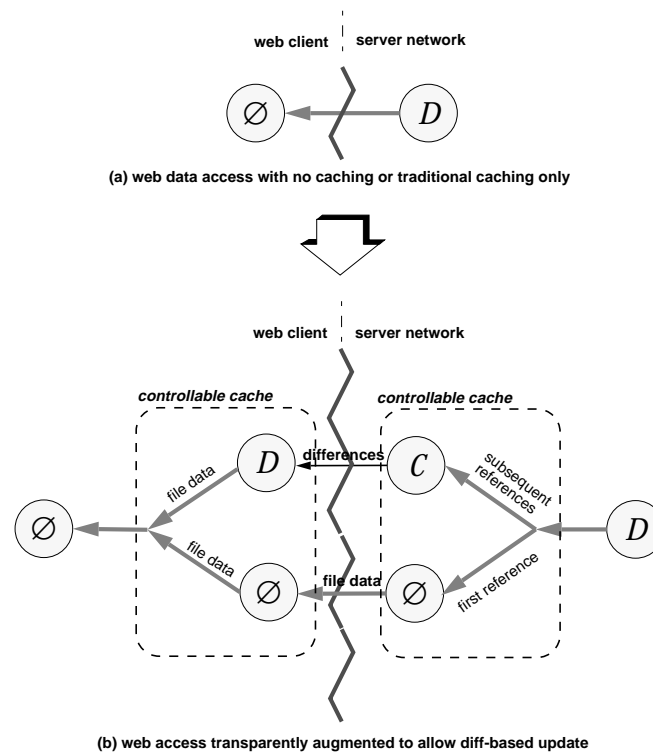 web client server network
∅ D
(a) web data access with no caching or traditional caching only
web client server network
controllable cache controllable cache
D differences C
file data subsequent references
∅ D
file data first reference
∅ file data ∅
(b) web access transparently augmented to allow diff-based update